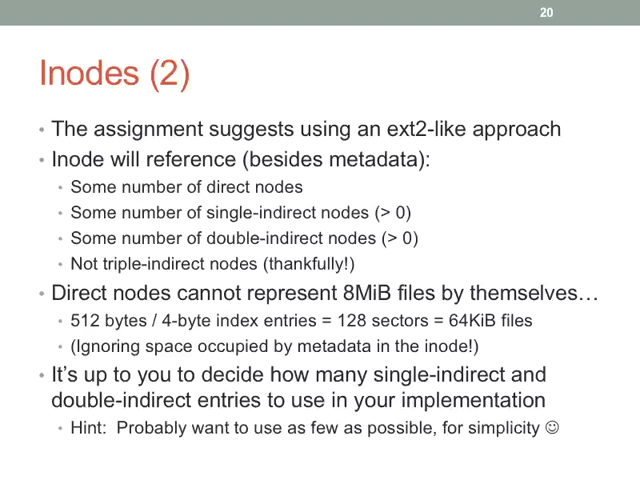 20
Inodes (2)
• The assignment suggests using an ext2-like approach
• Inode will reference (besides metadata):
• Some number of direct nodes
• Some number of single-indirect nodes (> 0)
• Some number of double-indirect nodes (> 0)
• Not triple-indirect nodes (thankfully!)
• Direct nodes cannot represent 8MiB files by themselves…
• 512 bytes / 4-byte index entries = 128 sectors = 64KiB files
• (Ignoring space occupied by metadata in the inode!)
• It’s up to you to decide how many single-indirect and
double-indirect entries to use in your implementation
• Hint:  Probably want to use as few as possible, for simplicity ☺